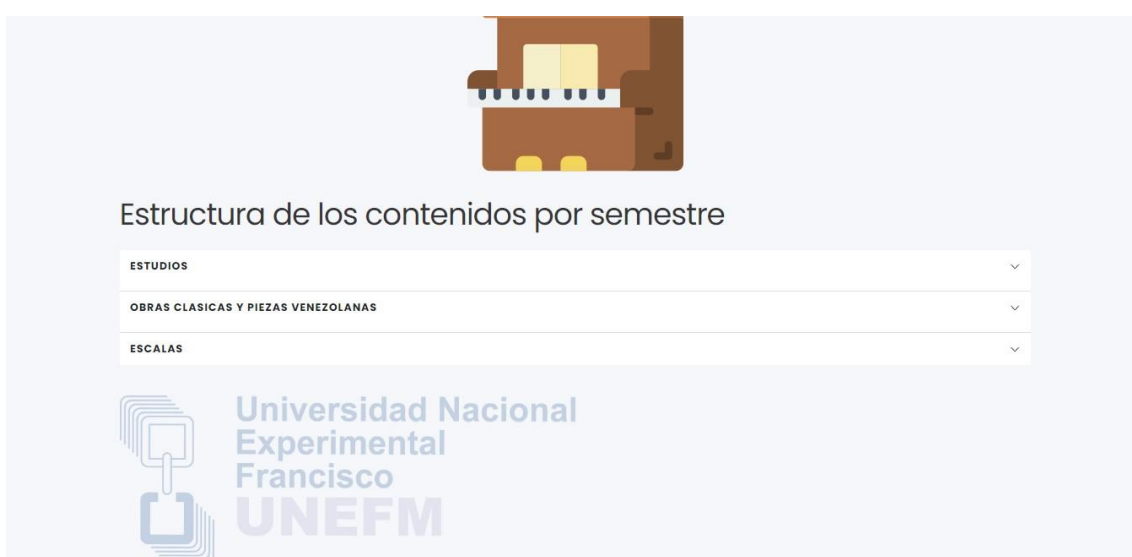 Estructura de los contenidos por semestre
ESTUDIOS
OBRAS CLASICAS Y PIEZAS VENEZOLANAS
ESCALAS
Universidad Nacional
Experimental
Francisco
UNEFM